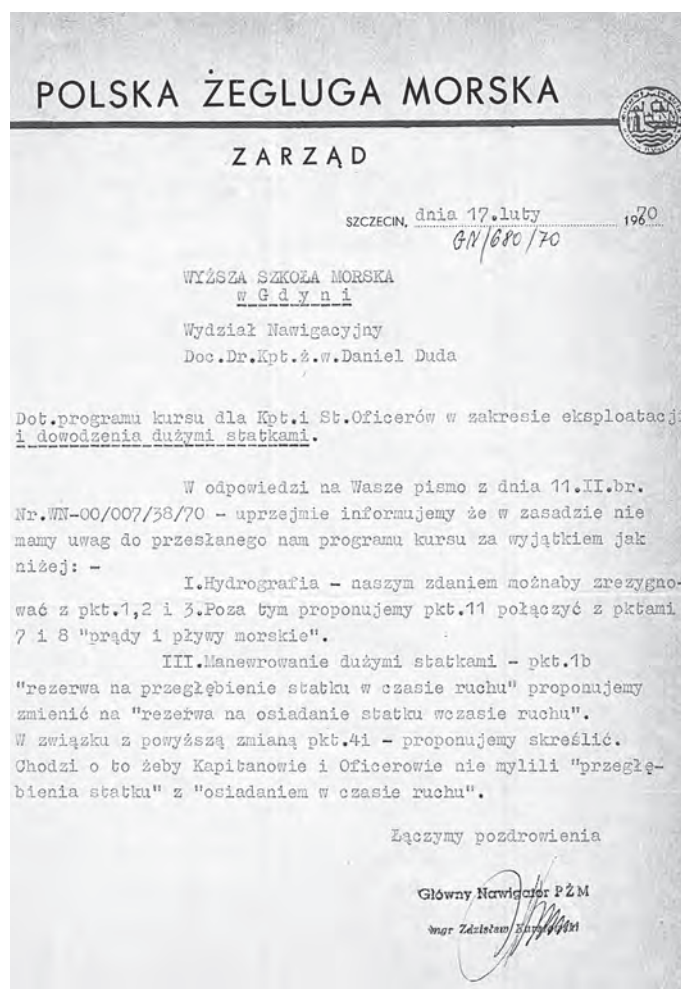 POLSKA ŻEGLUGA MORSKA
ZARZĄD
SZCZECIN, dnia 17.luty 1970
GN/680/70
WYŻSZA SZKOŁA MORSKA
w Gdyni
Wydział Nawigacyjny
Doc.Dr.Kpt.ż.w.Daniel Duda
Dot.programu kursu dla Kpt.i St.Oficerów w zakresie eksploatacji
i dowodzenia dużymi statkami.
W odpowiedzi na Wasze pismo z dnia 11.II.br.
Nr.WN-00/007/38/70 – uprzejmie informujemy że w zasadzie nie
mamy uwag do przesłanego nam programu kursu za wyjątkiem jak
niżej: –
I.Hydrografia – naszym zdaniem możnaby zrezygno-
wać z pkt.1,2 i 3.Poza tym proponujemy pkt.11 połączyć z pktami
7 i 8 "prądy i pływy morskie".
III.Manewrowanie dużymi statkami – pkt.1b
"rezerwa na przegłębienie statku w czasie ruchu" proponujemy
zmienić na "rezerwa na osiadanie statku wczasie ruchu".
W związku z powyższą zmianą pkt.4i – proponujemy skreślić.
Chodzi o to żeby Kapitanowie i Oficerowie nie mylili "przegłę-
bienia statku" z "osiadaniem w czasie ruchu".
Łączymy pozdrowienia
Główny Nawigator PŻM
mgr Zdzisław